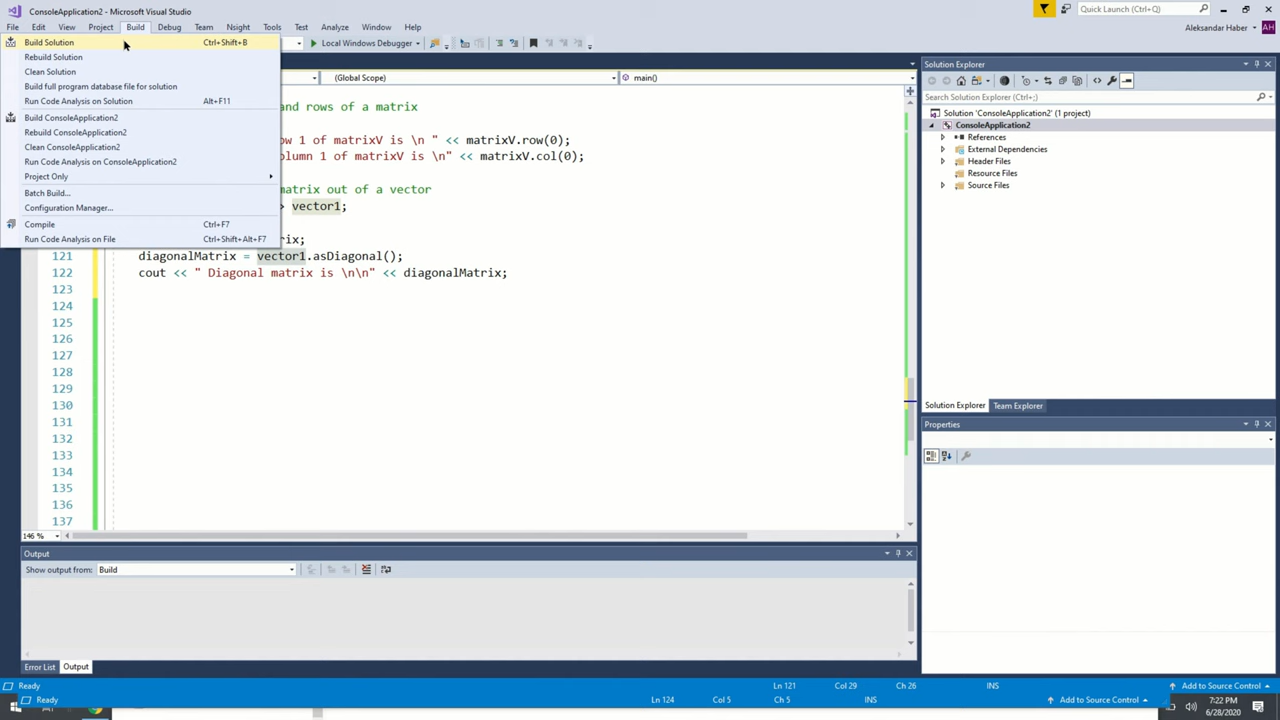 ConsoleApplication2 - Microsoft Visual Studio
Quick Launch (Ctrl+Q)
File Edit View Project Build Debug Team Nsight Tools Test Analyze Window Help
Aleksandar Haber AH
Build Solution Ctrl+Shift+B
Rebuild Solution
Clean Solution
Build full program database file for solution
Run Code Analysis on Solution Alt+F11
Build ConsoleApplication2
Rebuild ConsoleApplication2
Clean ConsoleApplication2
Run Code Analysis on ConsoleApplication2
Project Only
Batch Build...
Configuration Manager...
Compile Ctrl+F7
Run Code Analysis on File Ctrl+Shift+Alt+F7
Local Windows Debugger
(Global Scope) main()
and rows of a matrix
row 1 of matrixV is \n " << matrixV.row(0);
column 1 of matrixV is \n" << matrixV.col(0);
matrix out of a vector
vector1;
121 diagonalMatrix = vector1.asDiagonal();
122 cout << " Diagonal matrix is \n\n" << diagonalMatrix;
123
124
125
126
127
128
129
130
131
132
133
134
135
136
137
146 %
Solution Explorer
Search Solution Explorer (Ctrl+;)
Solution 'ConsoleApplication2' (1 project)
ConsoleApplication2
References
External Dependencies
Header Files
Resource Files
Source Files
Solution Explorer Team Explorer
Properties
Output
Show output from: Build
Error List Output
Ready Ln 121 Col 29 Ch 26 INS Add to Source Control
Ready Ln 124 Col 5 Ch 5 INS Add to Source Control
7:22 PM
6/28/2020